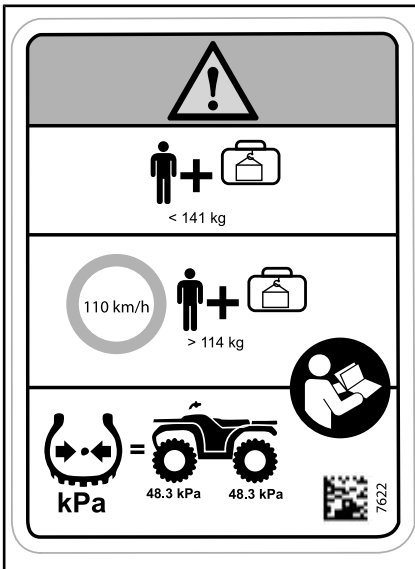 < 141 kg
110 km/h
> 114 kg
kPa
=
48.3 kPa 48.3 kPa
7622